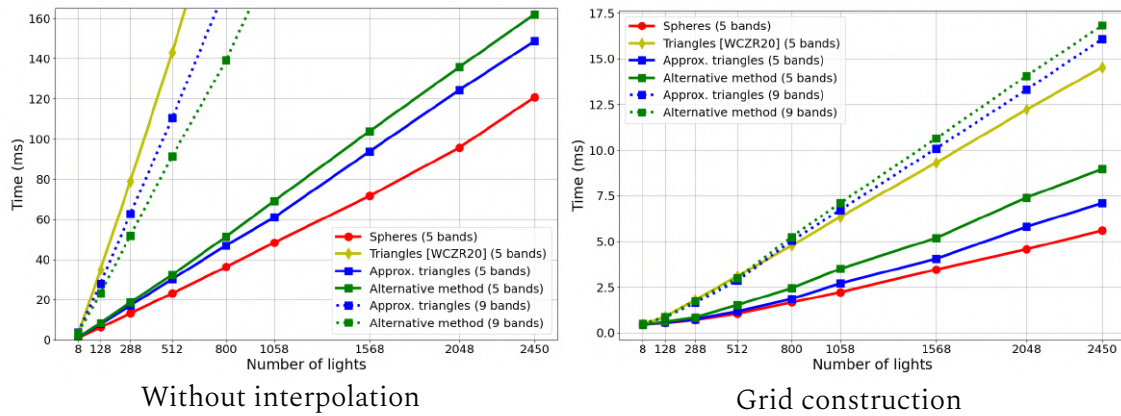 160
140
120
100
80
60
40
20
0
Time (ms)
8 128 288 512 800 1058 1568 2048 2450
Number of lights
Spheres (5 bands)
Triangles [WCZR20] (5 bands)
Approx. triangles (5 bands)
Alternative method (5 bands)
Approx. triangles (9 bands)
Alternative method (9 bands)
Without interpolation
17.5
15.0
12.5
10.0
7.5
5.0
2.5
0.0
Time (ms)
Spheres (5 bands)
Triangles [WCZR20] (5 bands)
Approx. triangles (5 bands)
Alternative method (5 bands)
Approx. triangles (9 bands)
Alternative method (9 bands)
8 128 288 512 800 1058 1568 2048 2450
Number of lights
Grid construction